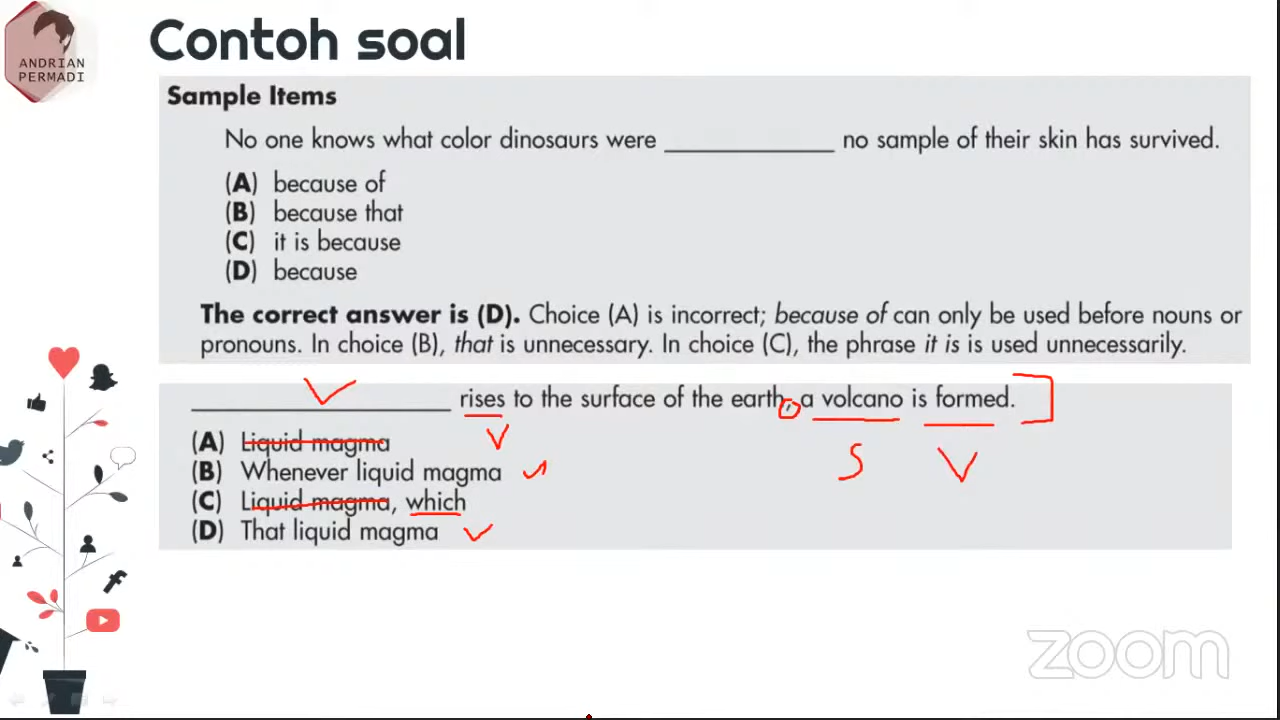 ANDRIAN
PERMADI
Contoh soal
Sample Items
No one knows what color dinosaurs were ____________ no sample of their skin has survived.
(A) because of
(B) because that
(C) it is because
(D) because
The correct answer is (D). Choice (A) is incorrect; because of can only be used before nouns or
pronouns. In choice (B), that is unnecessary. In choice (C), the phrase it is is used unnecessarily.
____________ rises to the surface of the earth, a volcano is formed.
(A) Liquid magma
(B) Whenever liquid magma
(C) Liquid magma, which
(D) That liquid magma
V
S V
zoom